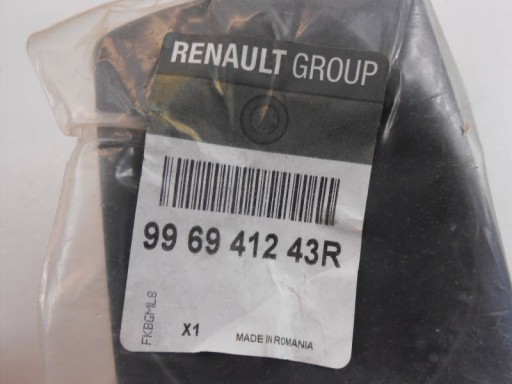 RENAULT GROUP
99 69 412 43R
FKBGML8
X1
MADE IN ROMANIA